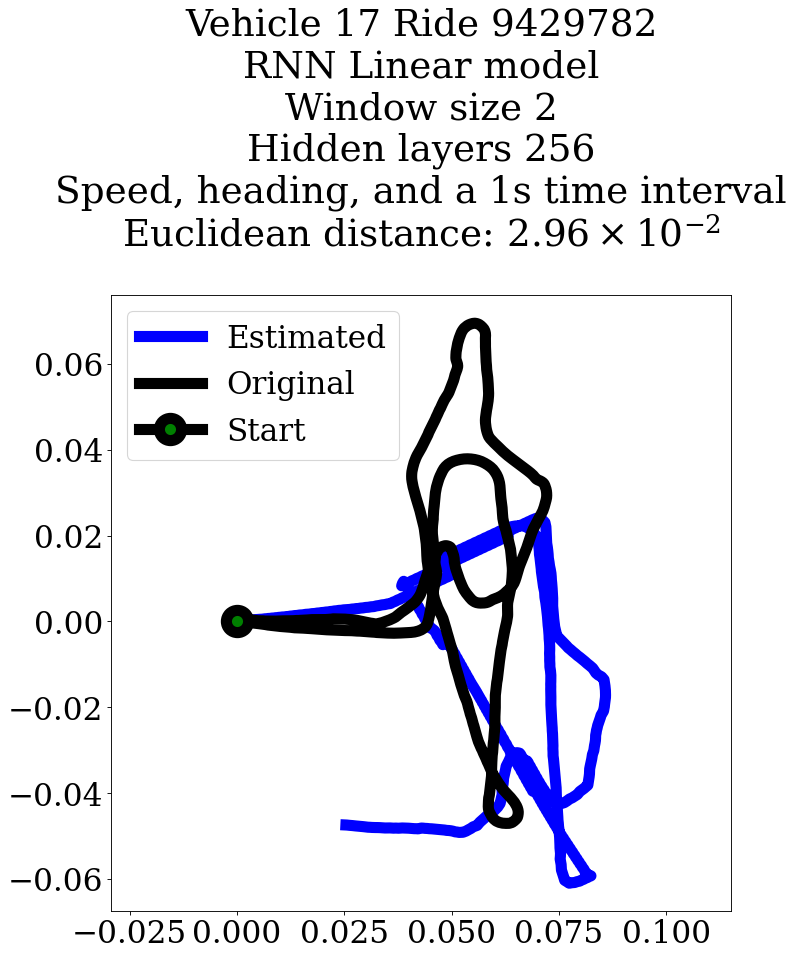 Vehicle 17 Ride 9429782
RNN Linear model
Window size 2
Hidden layers 256
Speed, heading, and a 1s time interval
Euclidean distance: 2.96 × 10⁻²
Estimated
Original
Start
0.06
0.04
0.02
0.00
−0.02
−0.04
−0.06
−0.025 0.000 0.025 0.050 0.075 0.100